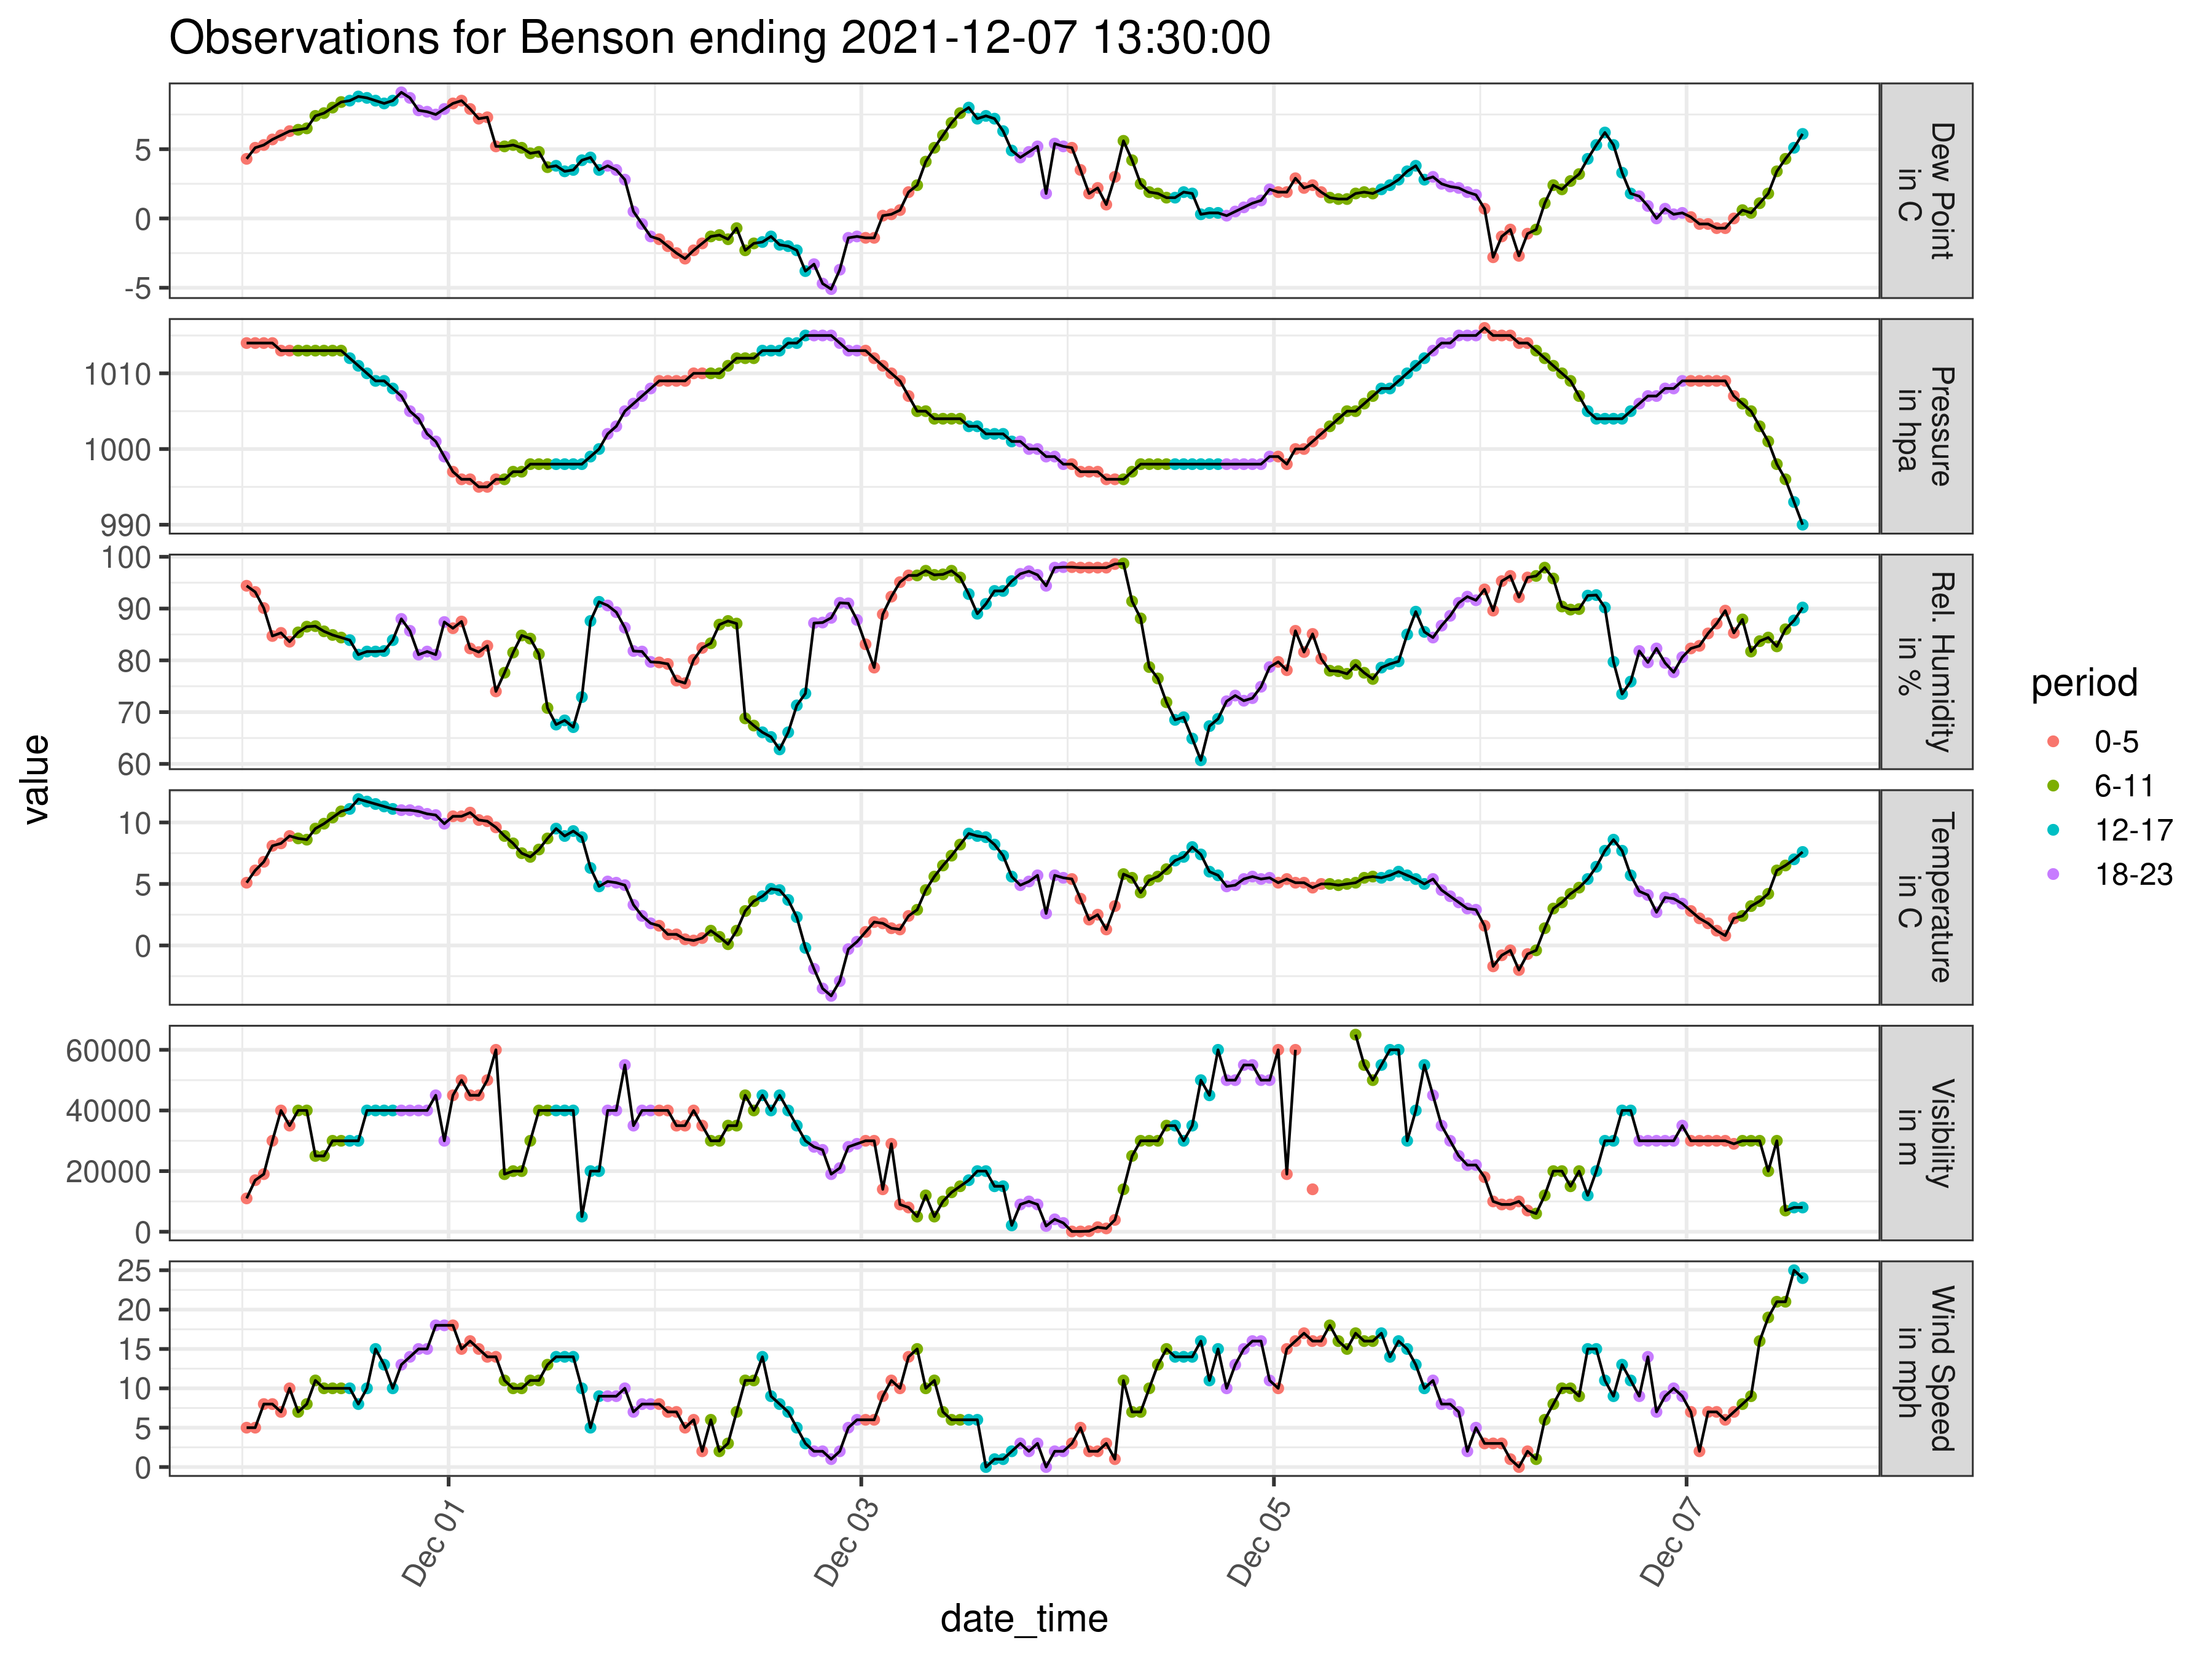 Observations for Benson ending 2021-12-07 13:30:00
value
5
0
-5
Dew Point
in C
1010
1000
990
Pressure
in hpa
100
90
80
70
60
Rel. Humidity
in %
10
5
0
Temperature
in C
60000
40000
20000
0
Visibility
in m
25
20
15
10
5
0
Wind Speed
in mph
Dec 01
Dec 03
Dec 05
Dec 07
date_time
period
0-5
6-11
12-17
18-23